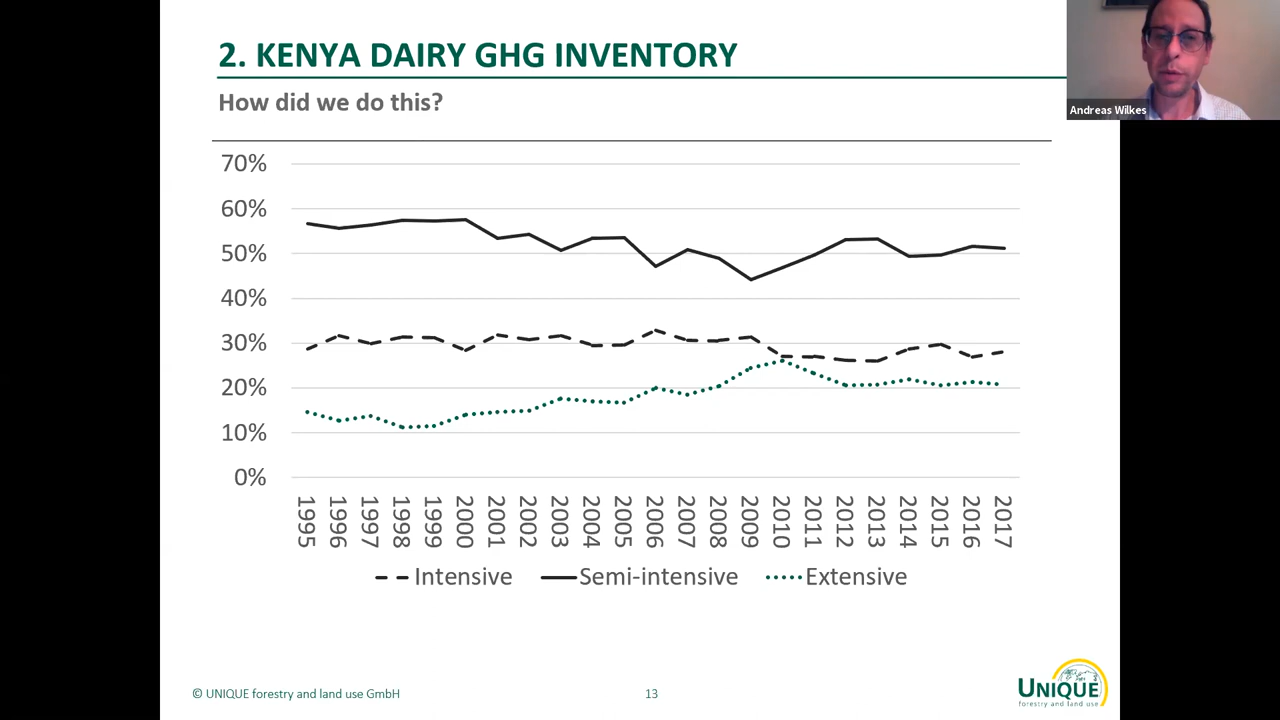 2. KENYA DAIRY GHG INVENTORY
How did we do this?
Andreas Wilkes
70%
60%
50%
40%
30%
20%
10%
0%
1995 1996 1997 1998 1999 2000 2001 2002 2003 2004 2005 2006 2007 2008 2009 2010 2011 2012 2013 2014 2015 2016 2017
Intensive Semi-intensive Extensive
© UNIQUE forestry and land use GmbH
13
UNIQUE
forestry and land use